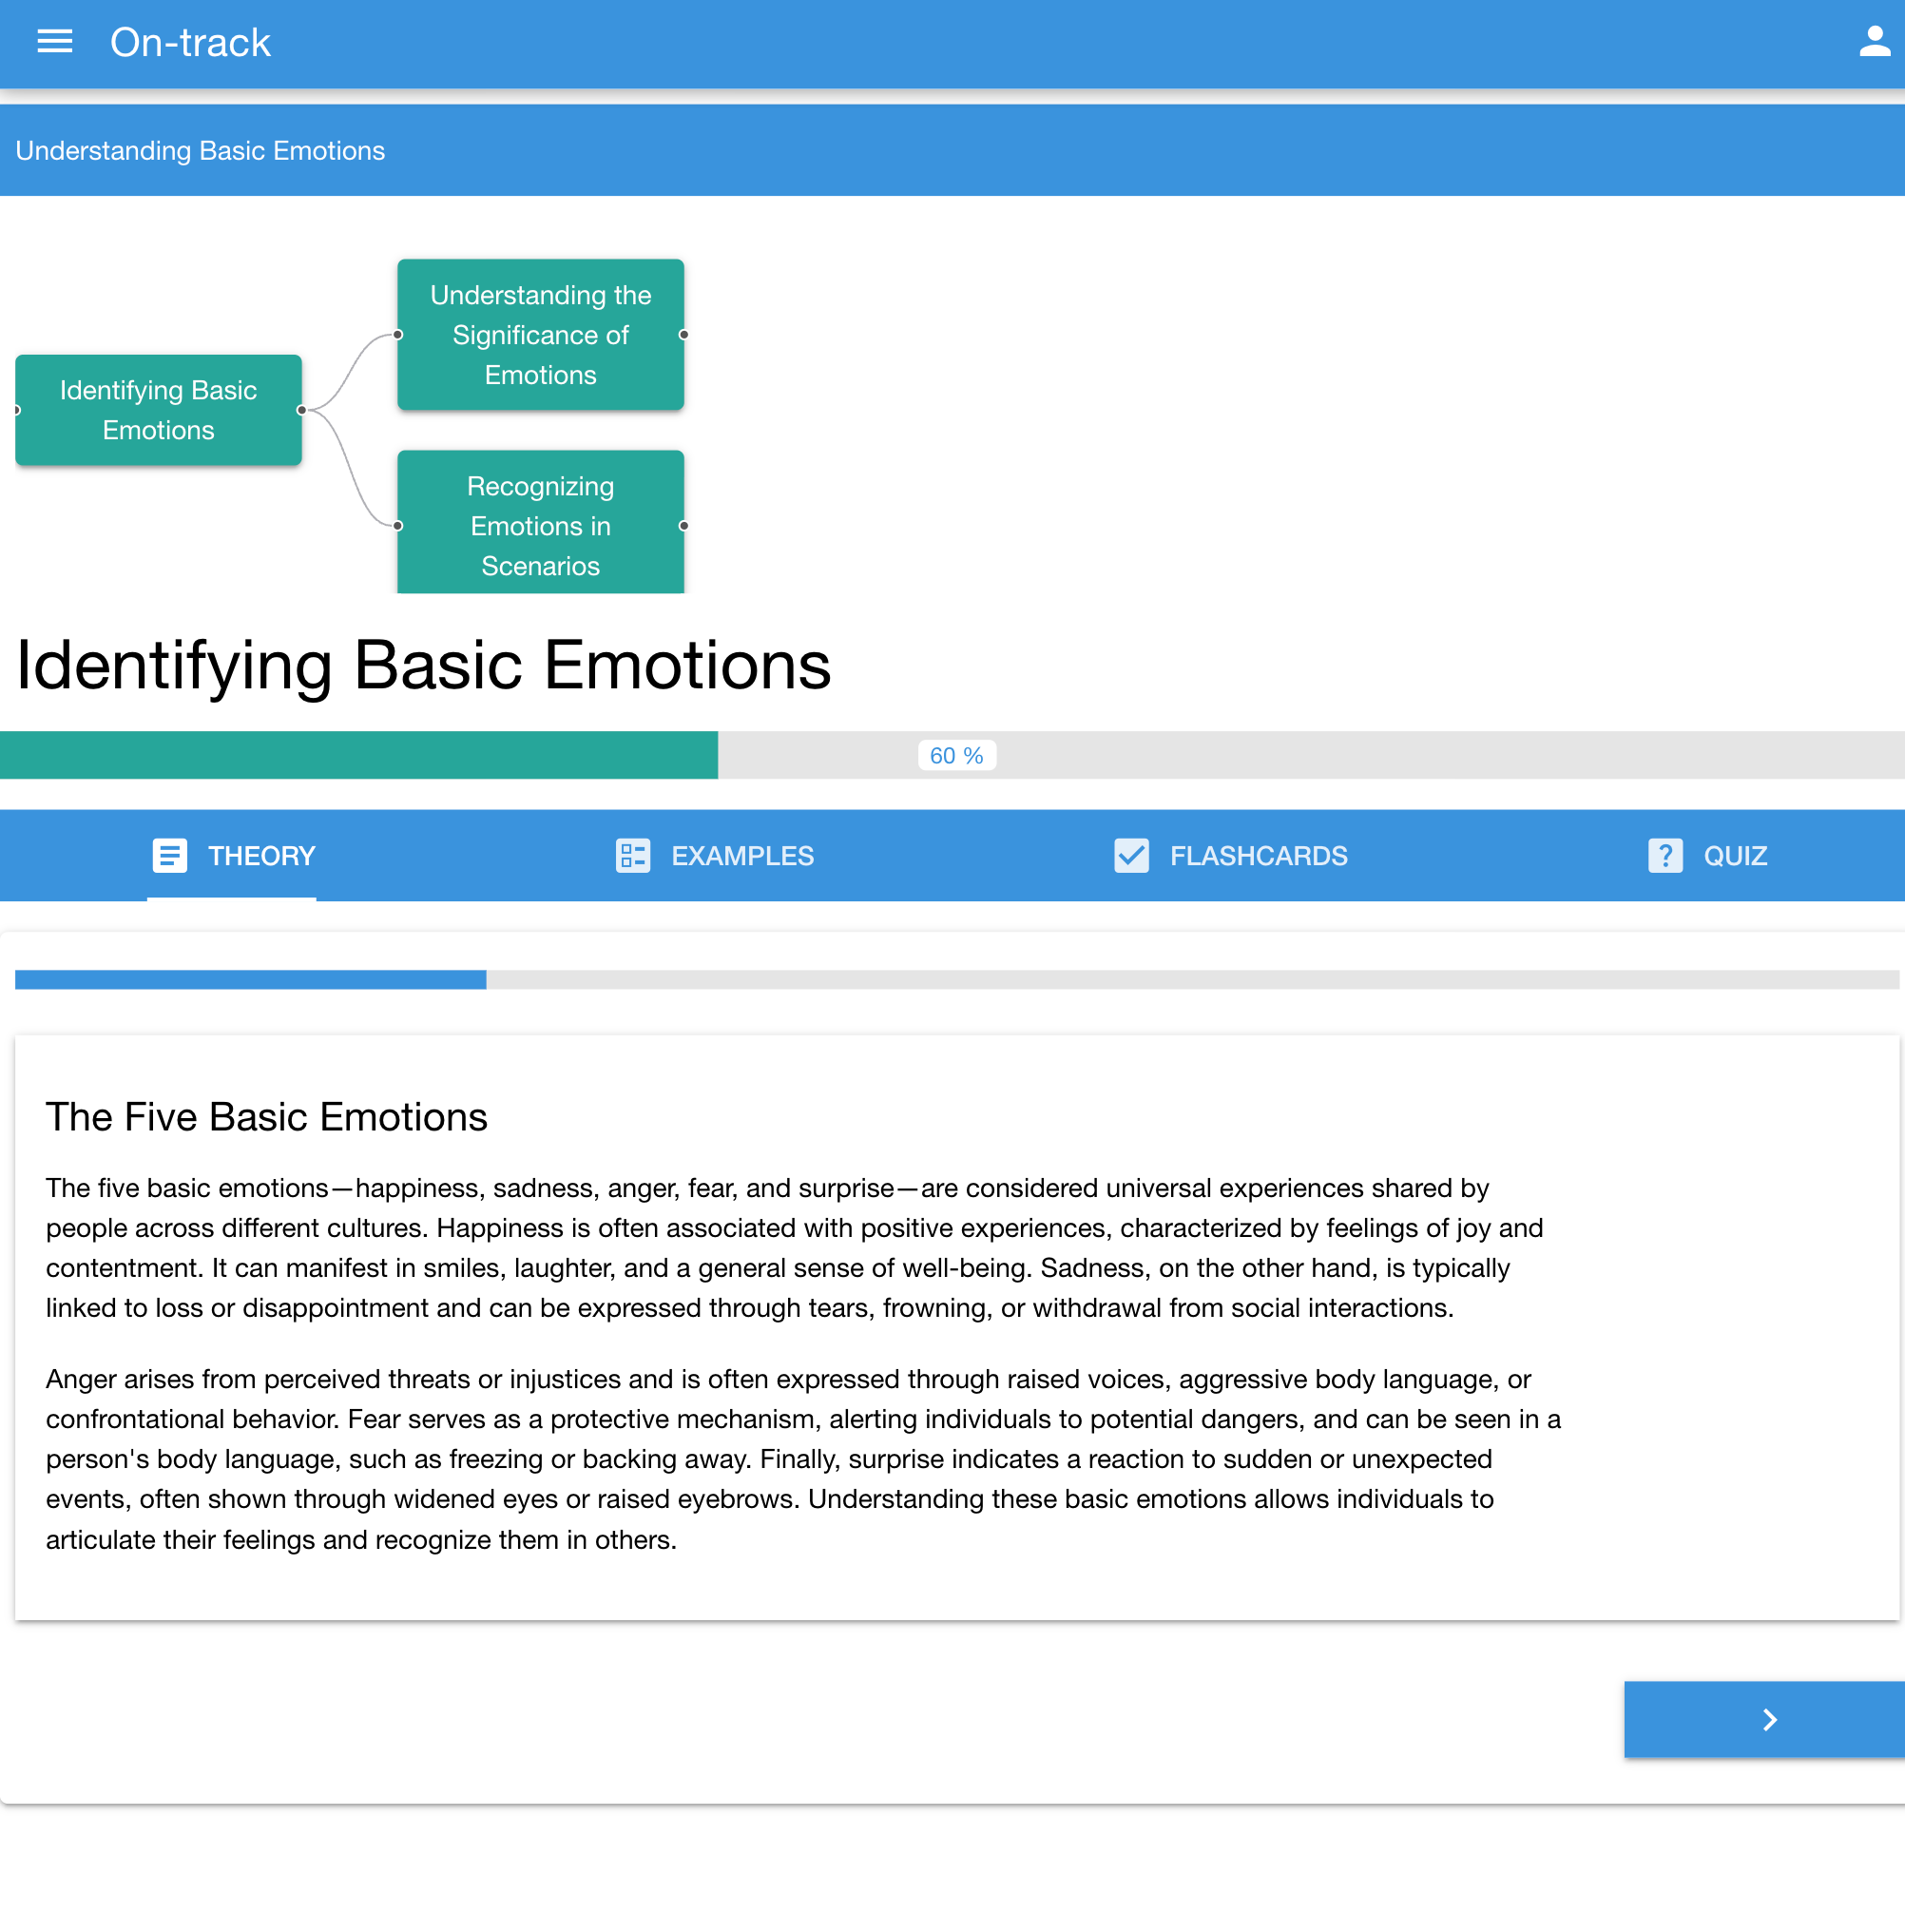 On-track
Understanding Basic Emotions
Understanding the
Significance of
Emotions
Identifying Basic
Emotions
Recognizing
Emotions in
Scenarios
Identifying Basic Emotions
60 %
THEORY
EXAMPLES
FLASHCARDS
QUIZ
The Five Basic Emotions
The five basic emotions—happiness, sadness, anger, fear, and surprise—are considered universal experiences shared by
people across different cultures. Happiness is often associated with positive experiences, characterized by feelings of joy and
contentment. It can manifest in smiles, laughter, and a general sense of well-being. Sadness, on the other hand, is typically
linked to loss or disappointment and can be expressed through tears, frowning, or withdrawal from social interactions.
Anger arises from perceived threats or injustices and is often expressed through raised voices, aggressive body language, or
confrontational behavior. Fear serves as a protective mechanism, alerting individuals to potential dangers, and can be seen in a
person's body language, such as freezing or backing away. Finally, surprise indicates a reaction to sudden or unexpected
events, often shown through widened eyes or raised eyebrows. Understanding these basic emotions allows individuals to
articulate their feelings and recognize them in others.